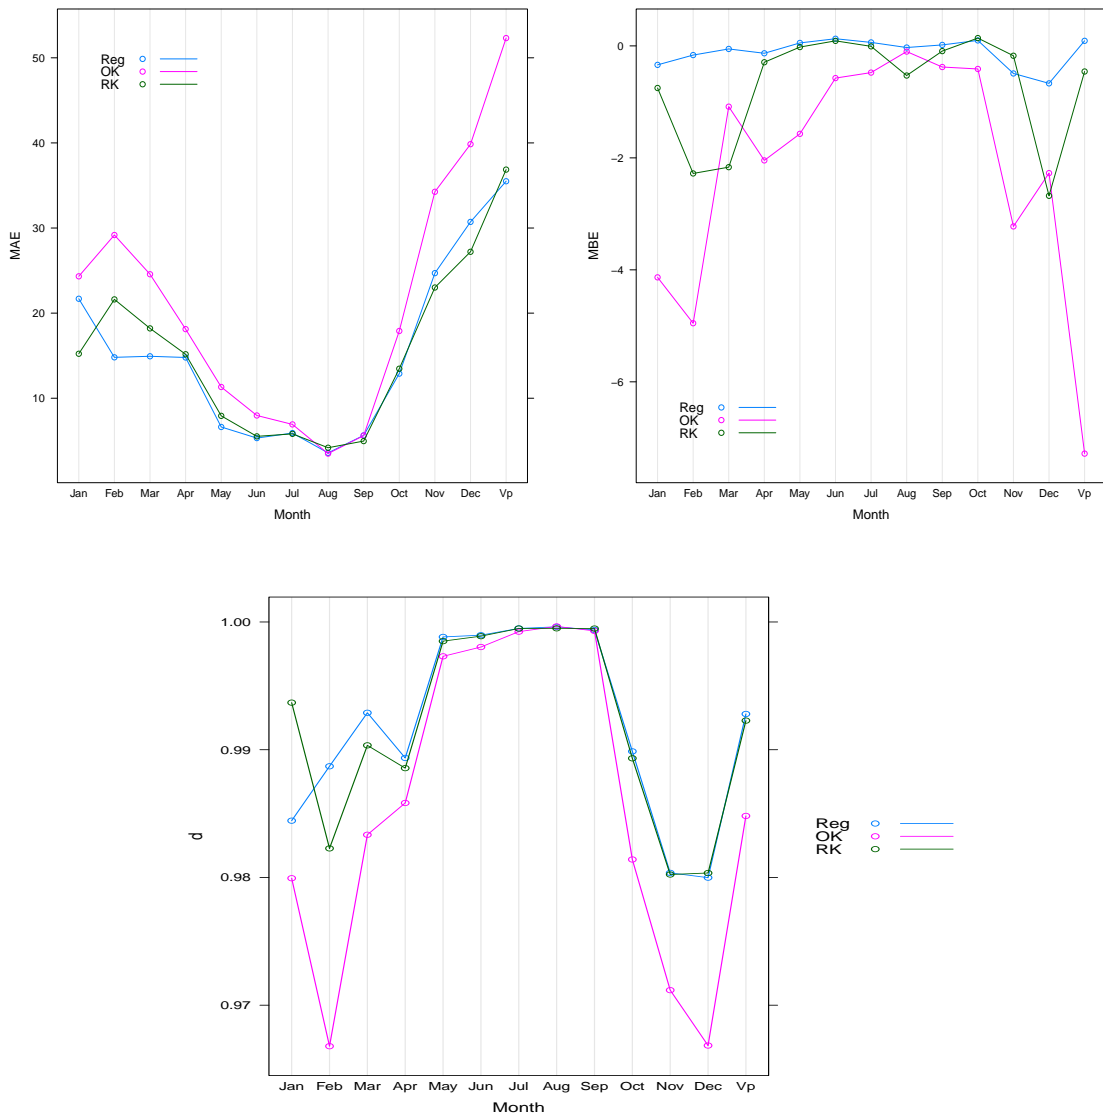 50
40
30
20
10
MAE
Reg
OK
RK
Jan Feb Mar Apr May Jun Jul Aug Sep Oct Nov Dec Vp
Month
0
−2
−4
−6
MBE
Reg
OK
RK
Jan Feb Mar Apr May Jun Jul Aug Sep Oct Nov Dec Vp
Month
1.00
0.99
0.98
0.97
d
Jan Feb Mar Apr May Jun Jul Aug Sep Oct Nov Dec Vp
Month
Reg
OK
RK